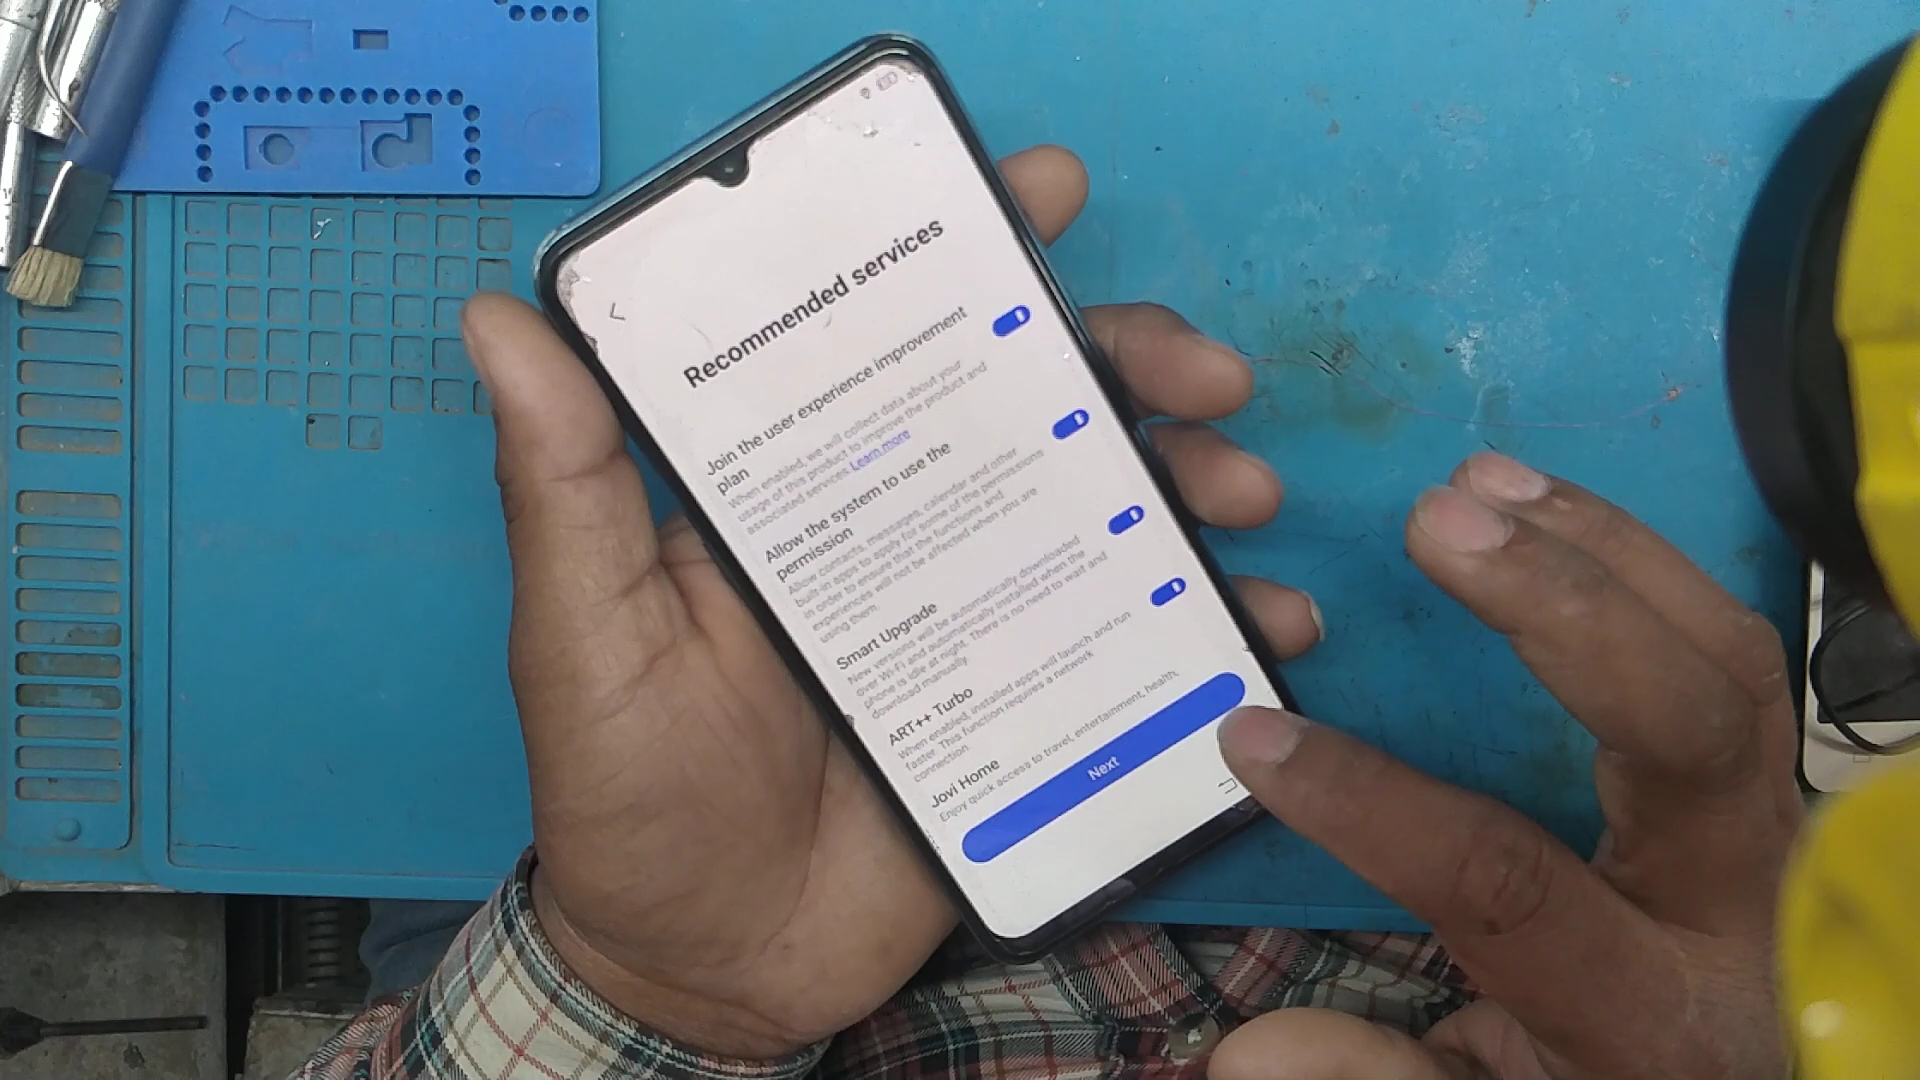 Recommended services
Join the user experience improvement
plan
When enabled, we will collect data about your
usage of this product to improve the product and
associated services. Learn more
Allow the system to use the
permission
Allow contacts, messages, calendar and other
built-in apps to apply for some of the permissions
in order to ensure that the functions and
experiences will not be affected when you are
using them.
Smart Upgrade
New versions will be automatically downloaded
over Wi-Fi and automatically installed when the
phone is idle at night. There is no need to wait and
download manually.
ART++ Turbo
When enabled, installed apps will launch and run
faster. This function requires a network
connection
Jovi Home
Enjoy quick access to travel, entertainment, health,
Next